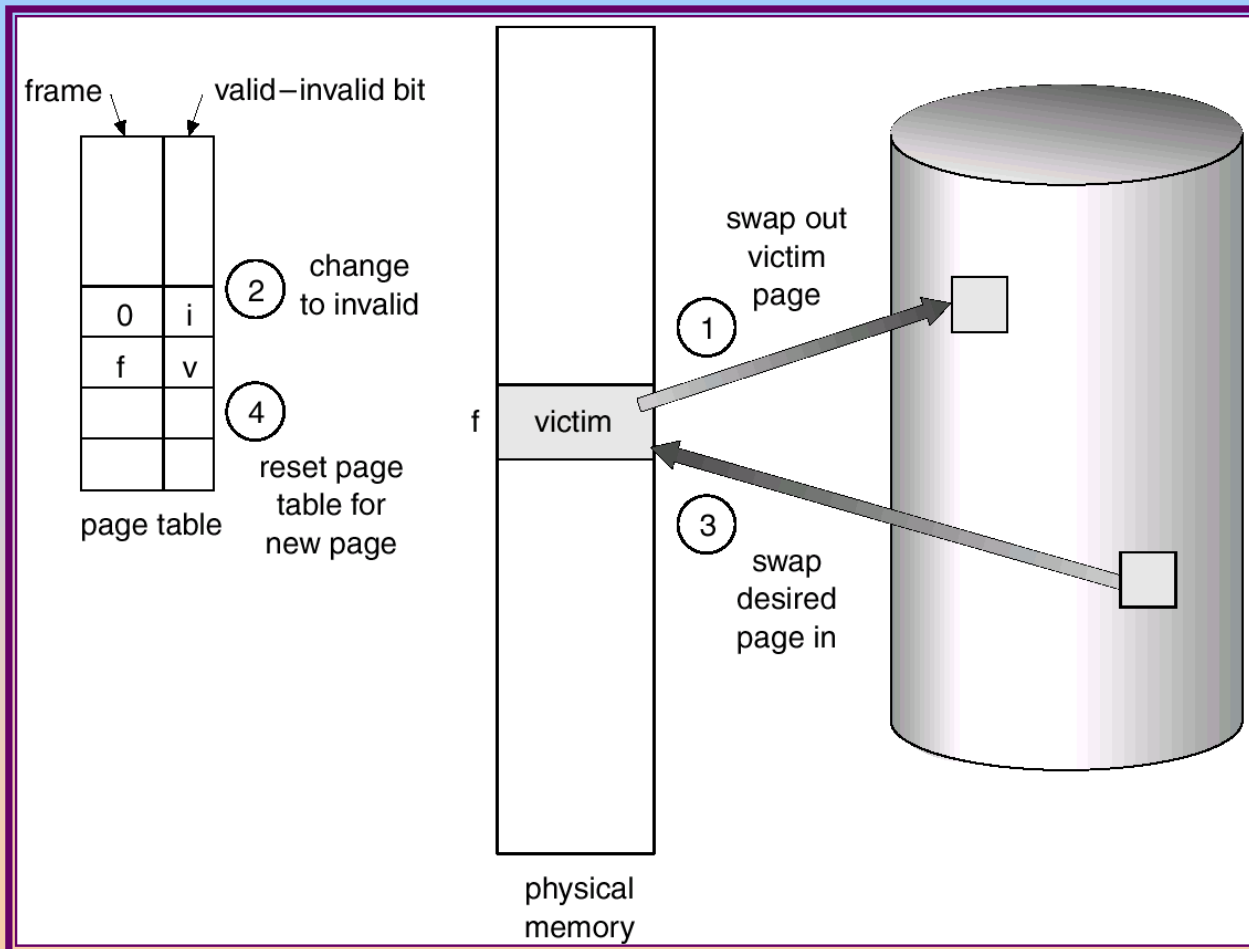 frame
valid–invalid bit
0 i
f v
2
change
to invalid
4
reset page
table for
new page
page table
f
victim
physical
memory
1
swap out
victim
page
3
swap
desired
page in